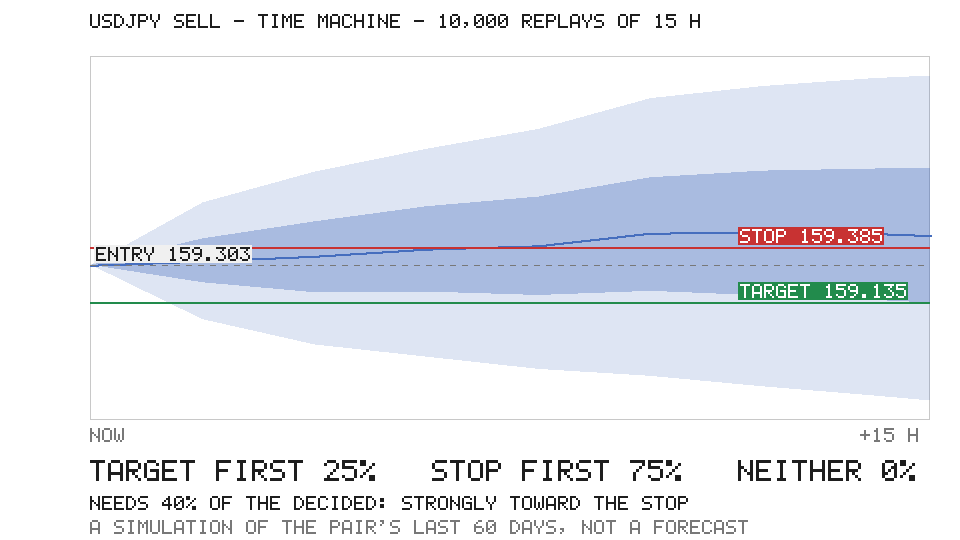 USDJPY SELL - TIME MACHINE - 10,000 REPLAYS OF 15 H
STOP 159.385
ENTRY 159.303
TARGET 159.135
NOW +15 H
TARGET FIRST 25% STOP FIRST 75% NEITHER 0%
NEEDS 40% OF THE DECIDED: STRONGLY TOWARD THE STOP
A SIMULATION OF THE PAIR'S LAST 60 DAYS, NOT A FORECAST